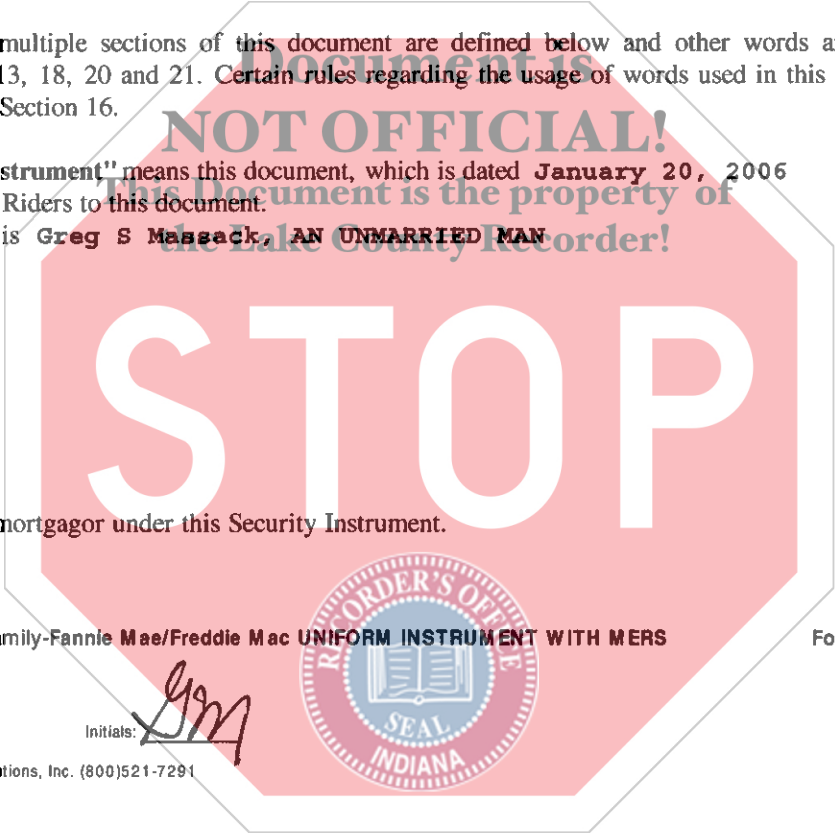 multiple sections of this document are defined below and other words a
Document is
13, 18, 20 and 21. Certain rules regarding the usage of words used in this
Section 16.
NOT OFFICIAL!
strument" means this document, which is dated January 20, 2006
This Document is the property of
Riders to this document.
is Greg S Massack, AN UNMARRIED MAN
the Lake County Recorder!
STOP
mortgagor under this Security Instrument.
RECORDER'S OFFICE
mily-Fannie Mae/Freddie Mac UNIFORM INSTRUMENT WITH MERS Fo
SEAL
Initials: GM
INDIANA
tions, Inc. (800)521-7291